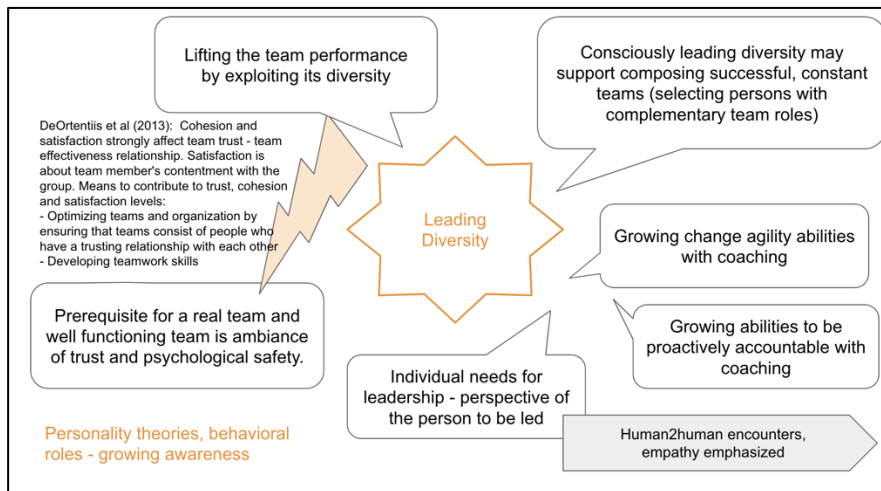 Lifting the team performance
by exploiting its diversity
Consciously leading diversity may
support composing successful, constant
teams (selecting persons with
complementary team roles)
DeOrtentiis et al (2013): Cohesion and
satisfaction strongly affect team trust - team
effectiveness relationship. Satisfaction is
about team member's contentment with the
group. Means to contribute to trust, cohesion
and satisfaction levels:
- Optimizing teams and organization by
ensuring that teams consist of people who
have a trusting relationship with each other
- Developing teamwork skills
Leading
Diversity
Growing change agility abilities
with coaching
Prerequisite for a real team and
well functioning team is ambiance
of trust and psychological safety.
Growing abilities to be
proactively accountable with
coaching
Individual needs for
leadership - perspective
of the person to be led
Personality theories, behavioral
roles - growing awareness
Human2human encounters,
empathy emphasized